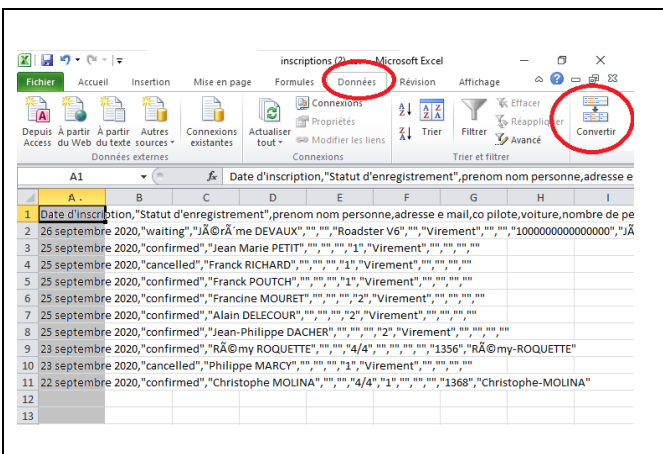 inscriptions (2) Microsoft Excel
Fichier Accueil Insertion Mise en page Formules Données Révision Affichage
Depuis Access
À partir du Web
À partir du texte
Autres sources
Connexions existantes
Actualiser tout
Connexions
Propriétés
Modifier les liens
Trier
Filtrer
Effacer
Réappliquer
Avancé
Convertir
Données externes Connexions Trier et filtrer
A1 fx Date d'inscription,"Statut d'enregistrement",prenom nom personne,adresse e
A B C D E F G H I
1 Date d'inscription,"Statut d'enregistrement",prenom nom personne,adresse e mail,co pilote,voiture,nombre de pe
2 26 septembre 2020,"waiting","JÃ©rÃ´me DEVAUX","","","Roadster V6","","Virement","","","1000000000000000","JÃ
3 25 septembre 2020,"confirmed","Jean Marie PETIT","","","","1","Virement","","","",""
4 25 septembre 2020,"cancelled","Franck RICHARD","","","","1","Virement","","","",""
5 25 septembre 2020,"confirmed","Franck POUTCH","","","","1","Virement","","","",""
6 25 septembre 2020,"confirmed","Francine MOURET","","","","2","Virement","","","",""
7 25 septembre 2020,"confirmed","Alain DELECOUR","","","","2","Virement","","","",""
8 25 septembre 2020,"confirmed","Jean-Philippe DACHER","","","","2","Virement","","","",""
9 23 septembre 2020,"confirmed","RÃ©my ROQUETTE","","","4/4","","","","","1356","RÃ©my-ROQUETTE"
10 23 septembre 2020,"cancelled","Philippe MARCY","","","","1","Virement","","","",""
11 22 septembre 2020,"confirmed","Christophe MOLINA","","","4/4","1","","","","1368","Christophe-MOLINA"
12
13